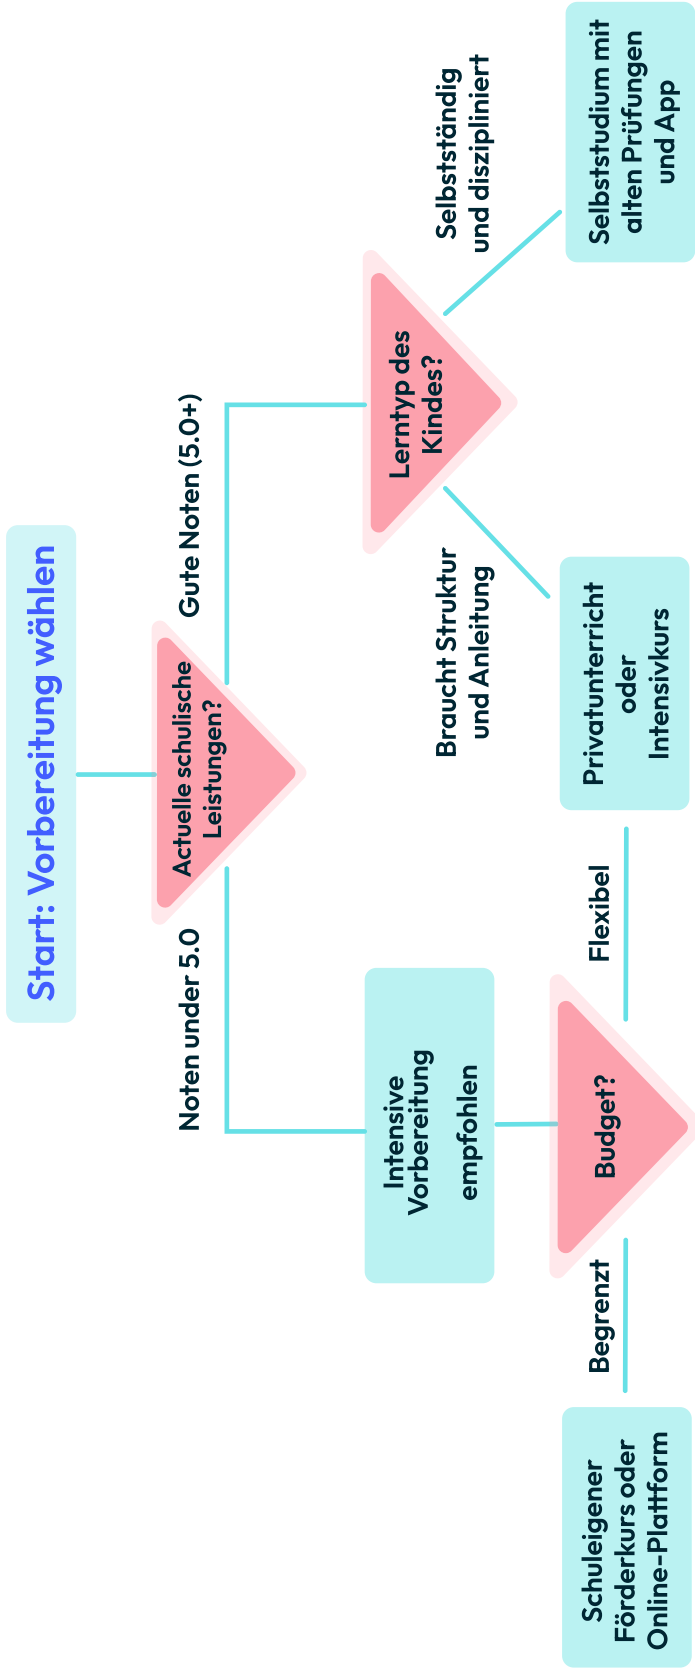 Start: Vorbereitung wählen
Actuelle schulische
Leistungen?
Noten under 5.0
Gute Noten (5.0+)
Intensive
Vorbereitung
empfohlen
Lerntyp des
Kindes?
Braucht Struktur
und Anleitung
Selbstständig
und diszipliniert
Budget?
Begrenzt
Flexibel
Schuleigener
Förderkurs oder
Online-Plattform
Privatunterricht
oder
Intensivkurs
Selbststudium mit
alten Prüfungen
und App